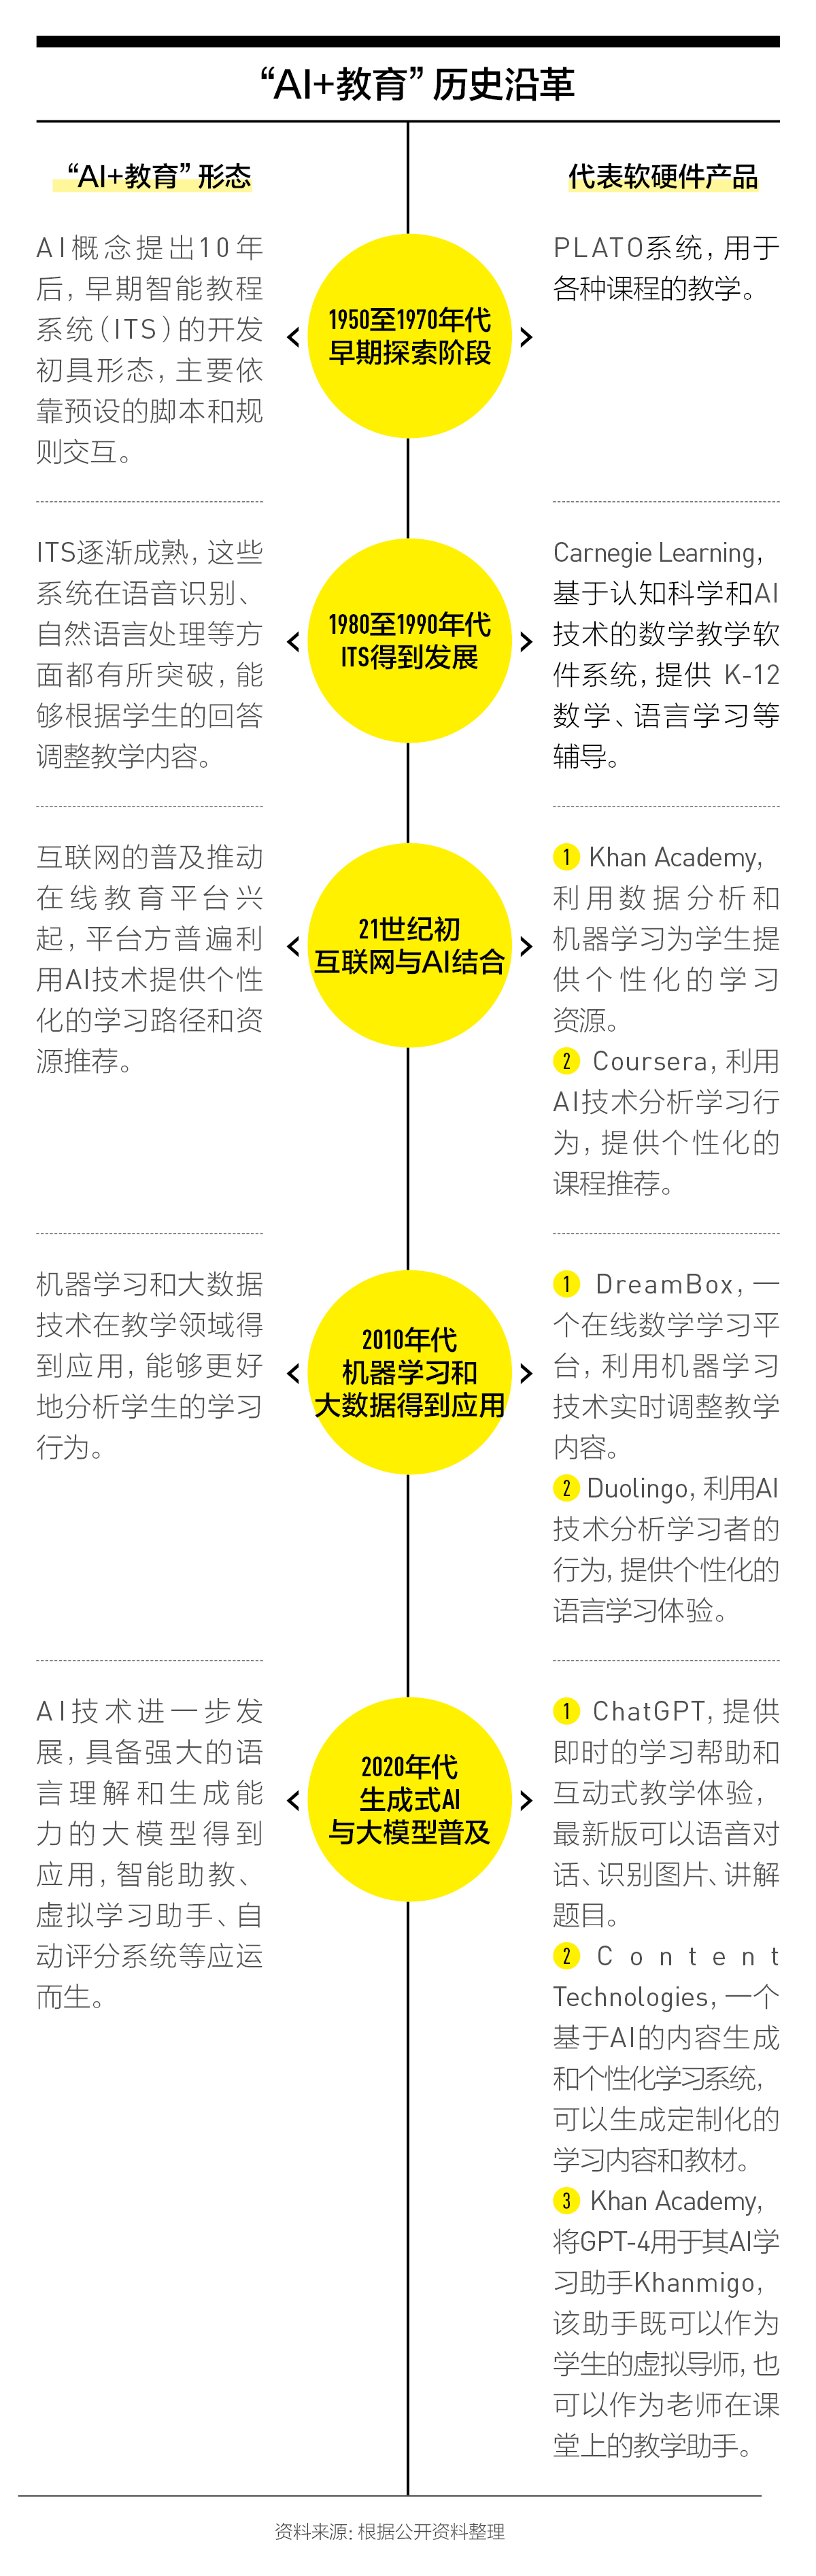 “AI+教育”历史沿革
“AI+教育”形态
代表软硬件产品
AI概念提出10年
后，早期智能教程
系统（ITS）的开发
初具形态，主要依
靠预设的脚本和规
则交互。
1950至1970年代
早期探索阶段
PLATO系统，用于
各种课程的教学。
ITS逐渐成熟，这些
系统在语音识别、
自然语言处理等方
面都有所突破，能
够根据学生的回答
调整教学内容。
1980至1990年代
ITS得到发展
Carnegie Learning，
基于认知科学和AI
技术的数学教学软
件系统，提供 K-12
数学、语言学习等
辅导。
互联网的普及推动
在线教育平台兴
起，平台方普遍利
用AI技术提供个性
化的学习路径和资
源推荐。
21世纪初
互联网与AI结合
1 Khan Academy，
利用数据分析和
机器学习为学生提
供个性化的学习
资源。
2 Coursera，利用
AI技术分析学习行
为，提供个性化的
课程推荐。
机器学习和大数据
技术在教学领域得
到应用，能够更好
地分析学生的学习
行为。
2010年代
机器学习和
大数据得到应用
1 DreamBox，一
个在线数学学习平
台，利用机器学习
技术实时调整教学
内容。
2 Duolingo，利用AI
技术分析学习者的
行为，提供个性化的
语言学习体验。
AI技术进一步发
展，具备强大的语
言理解和生成能
力的大模型得到
应用，智能助教、
虚拟学习助手、自
动评分系统等应运
而生。
2020年代
生成式AI
与大模型普及
1 ChatGPT，提供
即时的学习帮助和
互动式教学体验，
最新版可以语音对
话、识别图片、讲解
题目。
2 Content
Technologies，一个
基于AI的内容生成
和个性化学习系统，
可以生成定制化的
学习内容和教材。
3 Khan Academy，
将GPT-4用于其AI学
习助手Khanmigo，
该助手既可以作为
学生的虚拟导师，也
可以作为老师在课
堂上的教学助手。
资料来源：根据公开资料整理